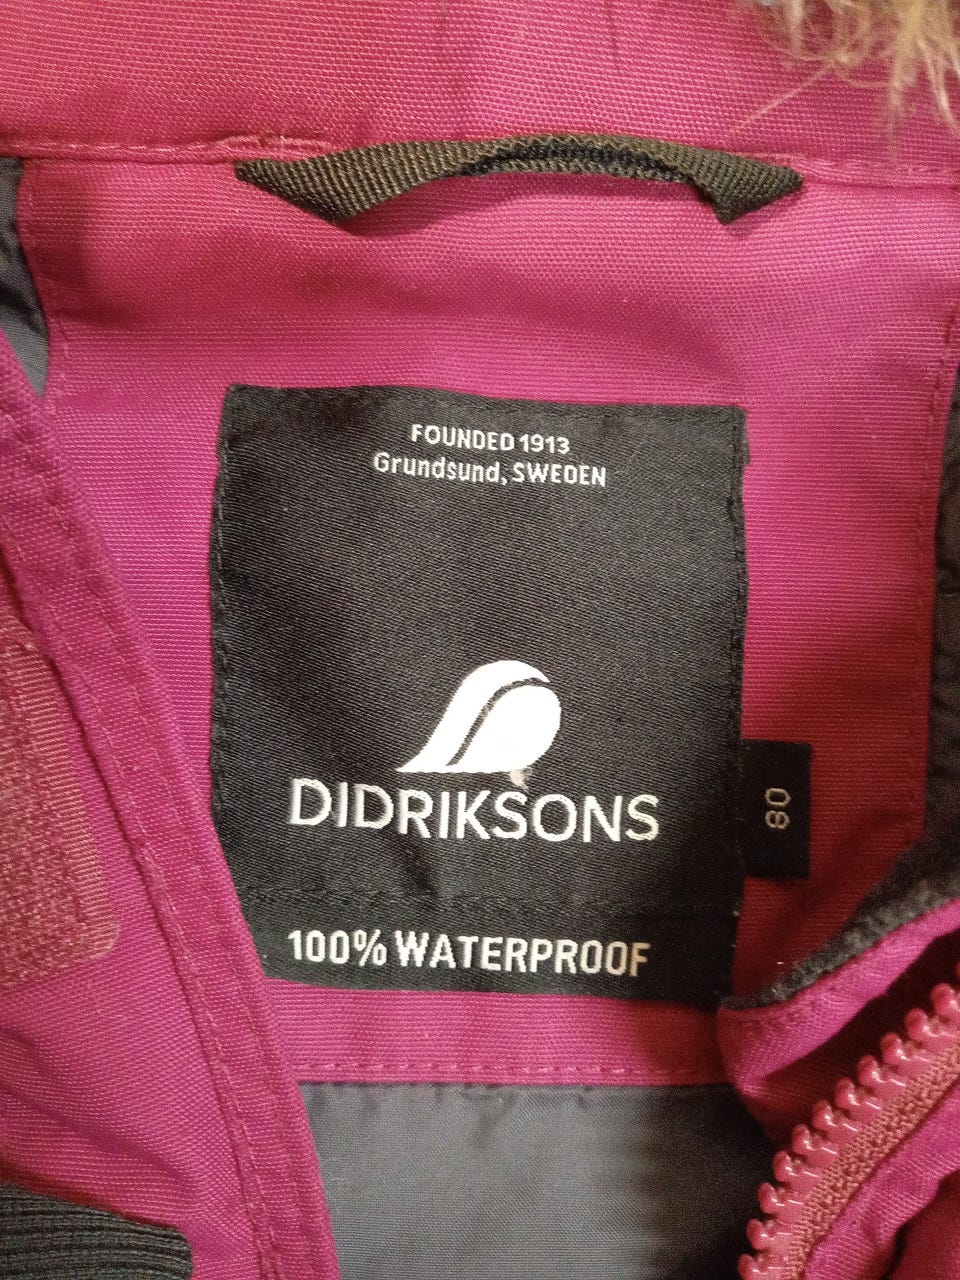 FOUNDED 1913
Grundsund, SWEDEN
DIDRIKSONS
80
100% WATERPROOF